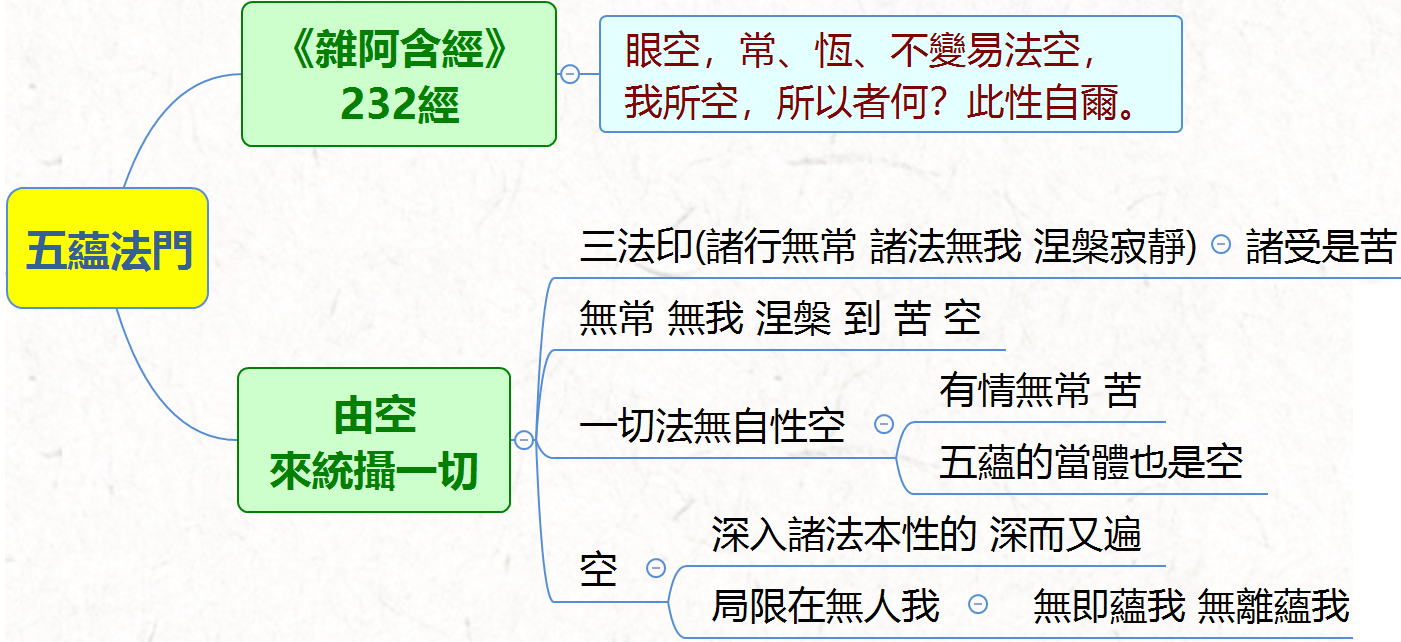 《雜阿含經》
232經
眼空，常、恆、不變易法空，
我所空，所以者何？此性自爾。
五蘊法門
三法印(諸行無常 諸法無我 涅槃寂靜) 諸受是苦
無常 無我 涅槃 到 苦 空
由空
來統攝一切
一切法無自性空
有情無常 苦
五蘊的當體也是空
空
深入諸法本性的 深而又遍
局限在無人我 無即蘊我 無離蘊我